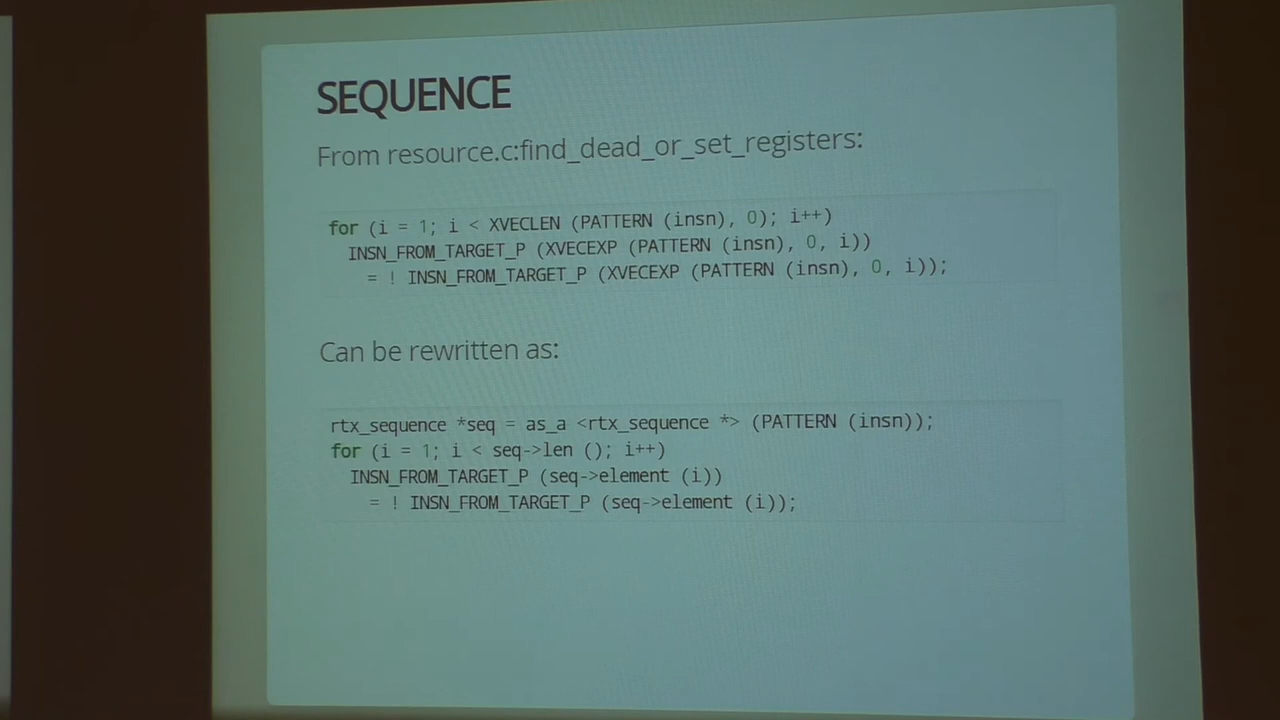 SEQUENCE
From resource.c:find_dead_or_set_registers:
for (i = 1; i < XVECLEN (PATTERN (insn), 0); i++)
INSN_FROM_TARGET_P (XVECEXP (PATTERN (insn), 0, i))
= ! INSN_FROM_TARGET_P (XVECEXP (PATTERN (insn), 0, i));
Can be rewritten as:
rtx_sequence *seq = as_a <rtx_sequence *> (PATTERN (insn));
for (i = 1; i < seq->len (); i++)
INSN_FROM_TARGET_P (seq->element (i))
= ! INSN_FROM_TARGET_P (seq->element (i));